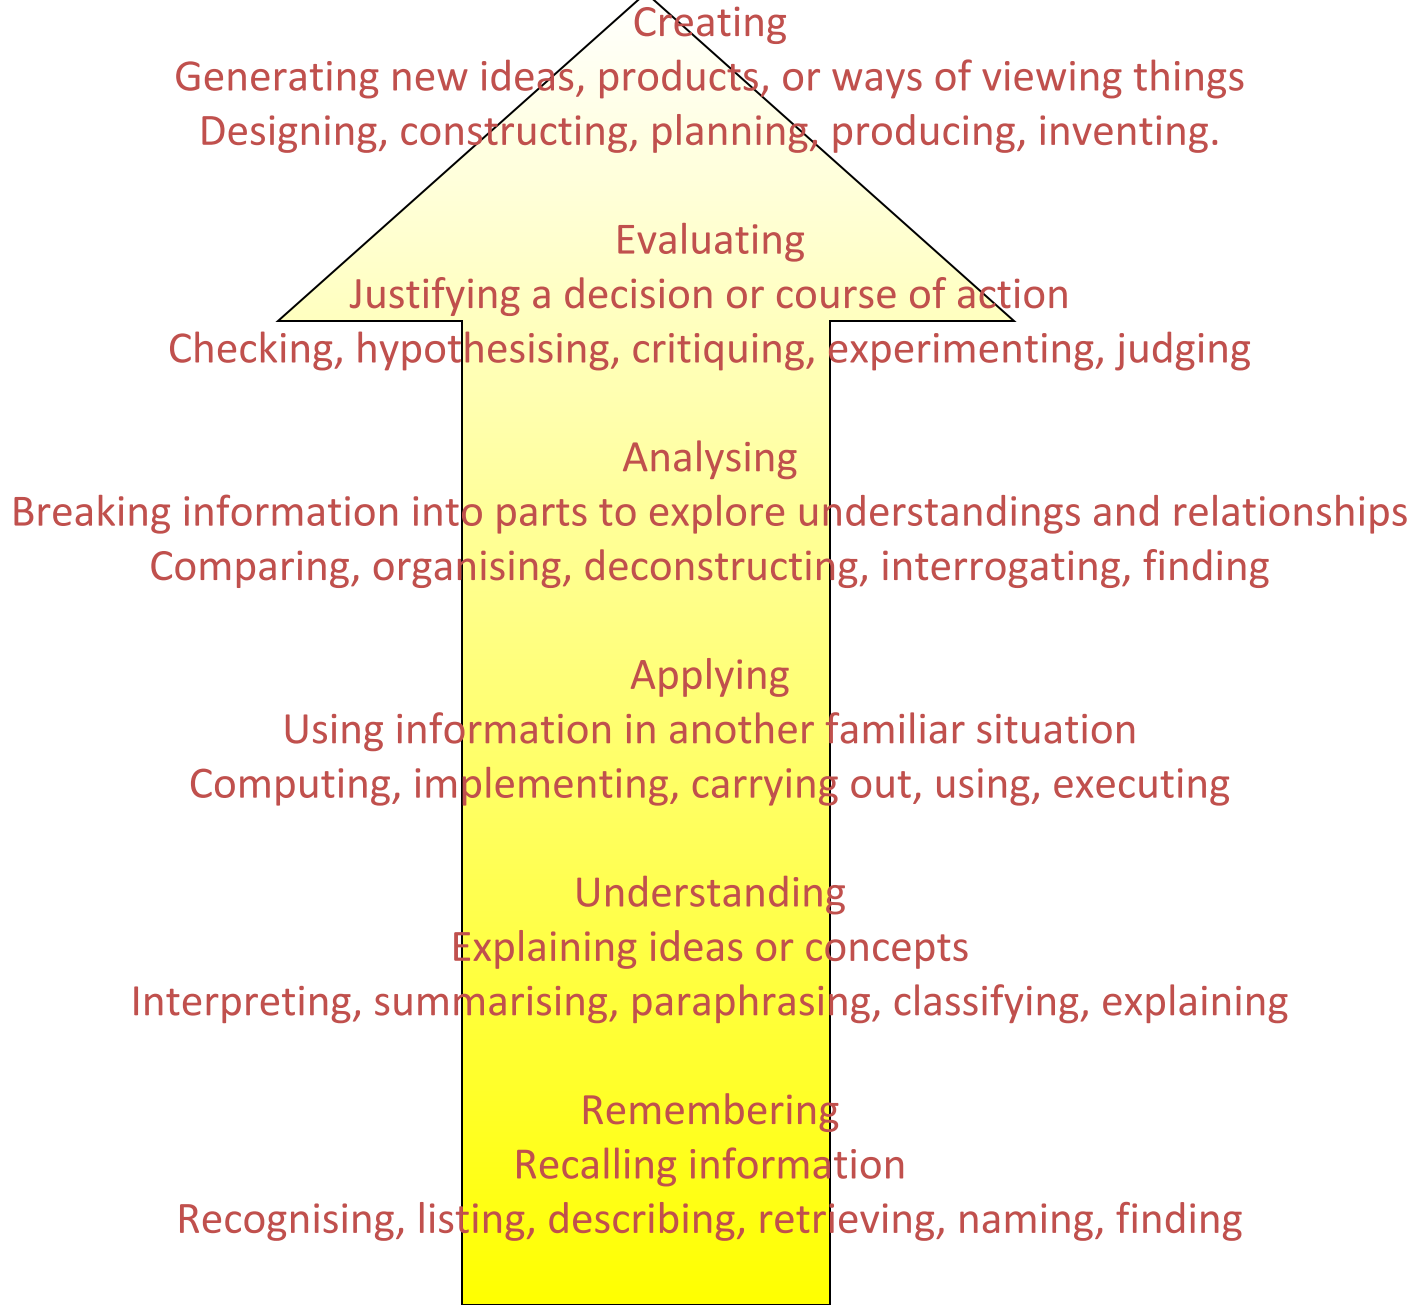 Creating
Generating new ideas, products, or ways of viewing things
Designing, constructing, planning, producing, inventing.
Evaluating
Justifying a decision or course of action
Checking, hypothesising, critiquing, experimenting, judging
Analysing
Breaking information into parts to explore understandings and relationships
Comparing, organising, deconstructing, interrogating, finding
Applying
Using information in another familiar situation
Computing, implementing, carrying out, using, executing
Understanding
Explaining ideas or concepts
Interpreting, summarising, paraphrasing, classifying, explaining
Remembering
Recalling information
Recognising, listing, describing, retrieving, naming, finding